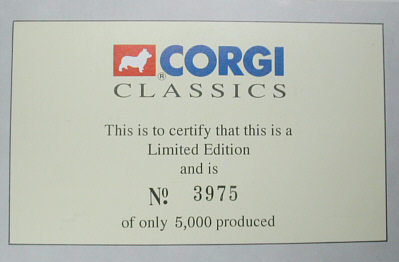 CORGI®
CLASSICS
This is to certify that this is a
Limited Edition
and is
No. 3975
of only 5,000 produced